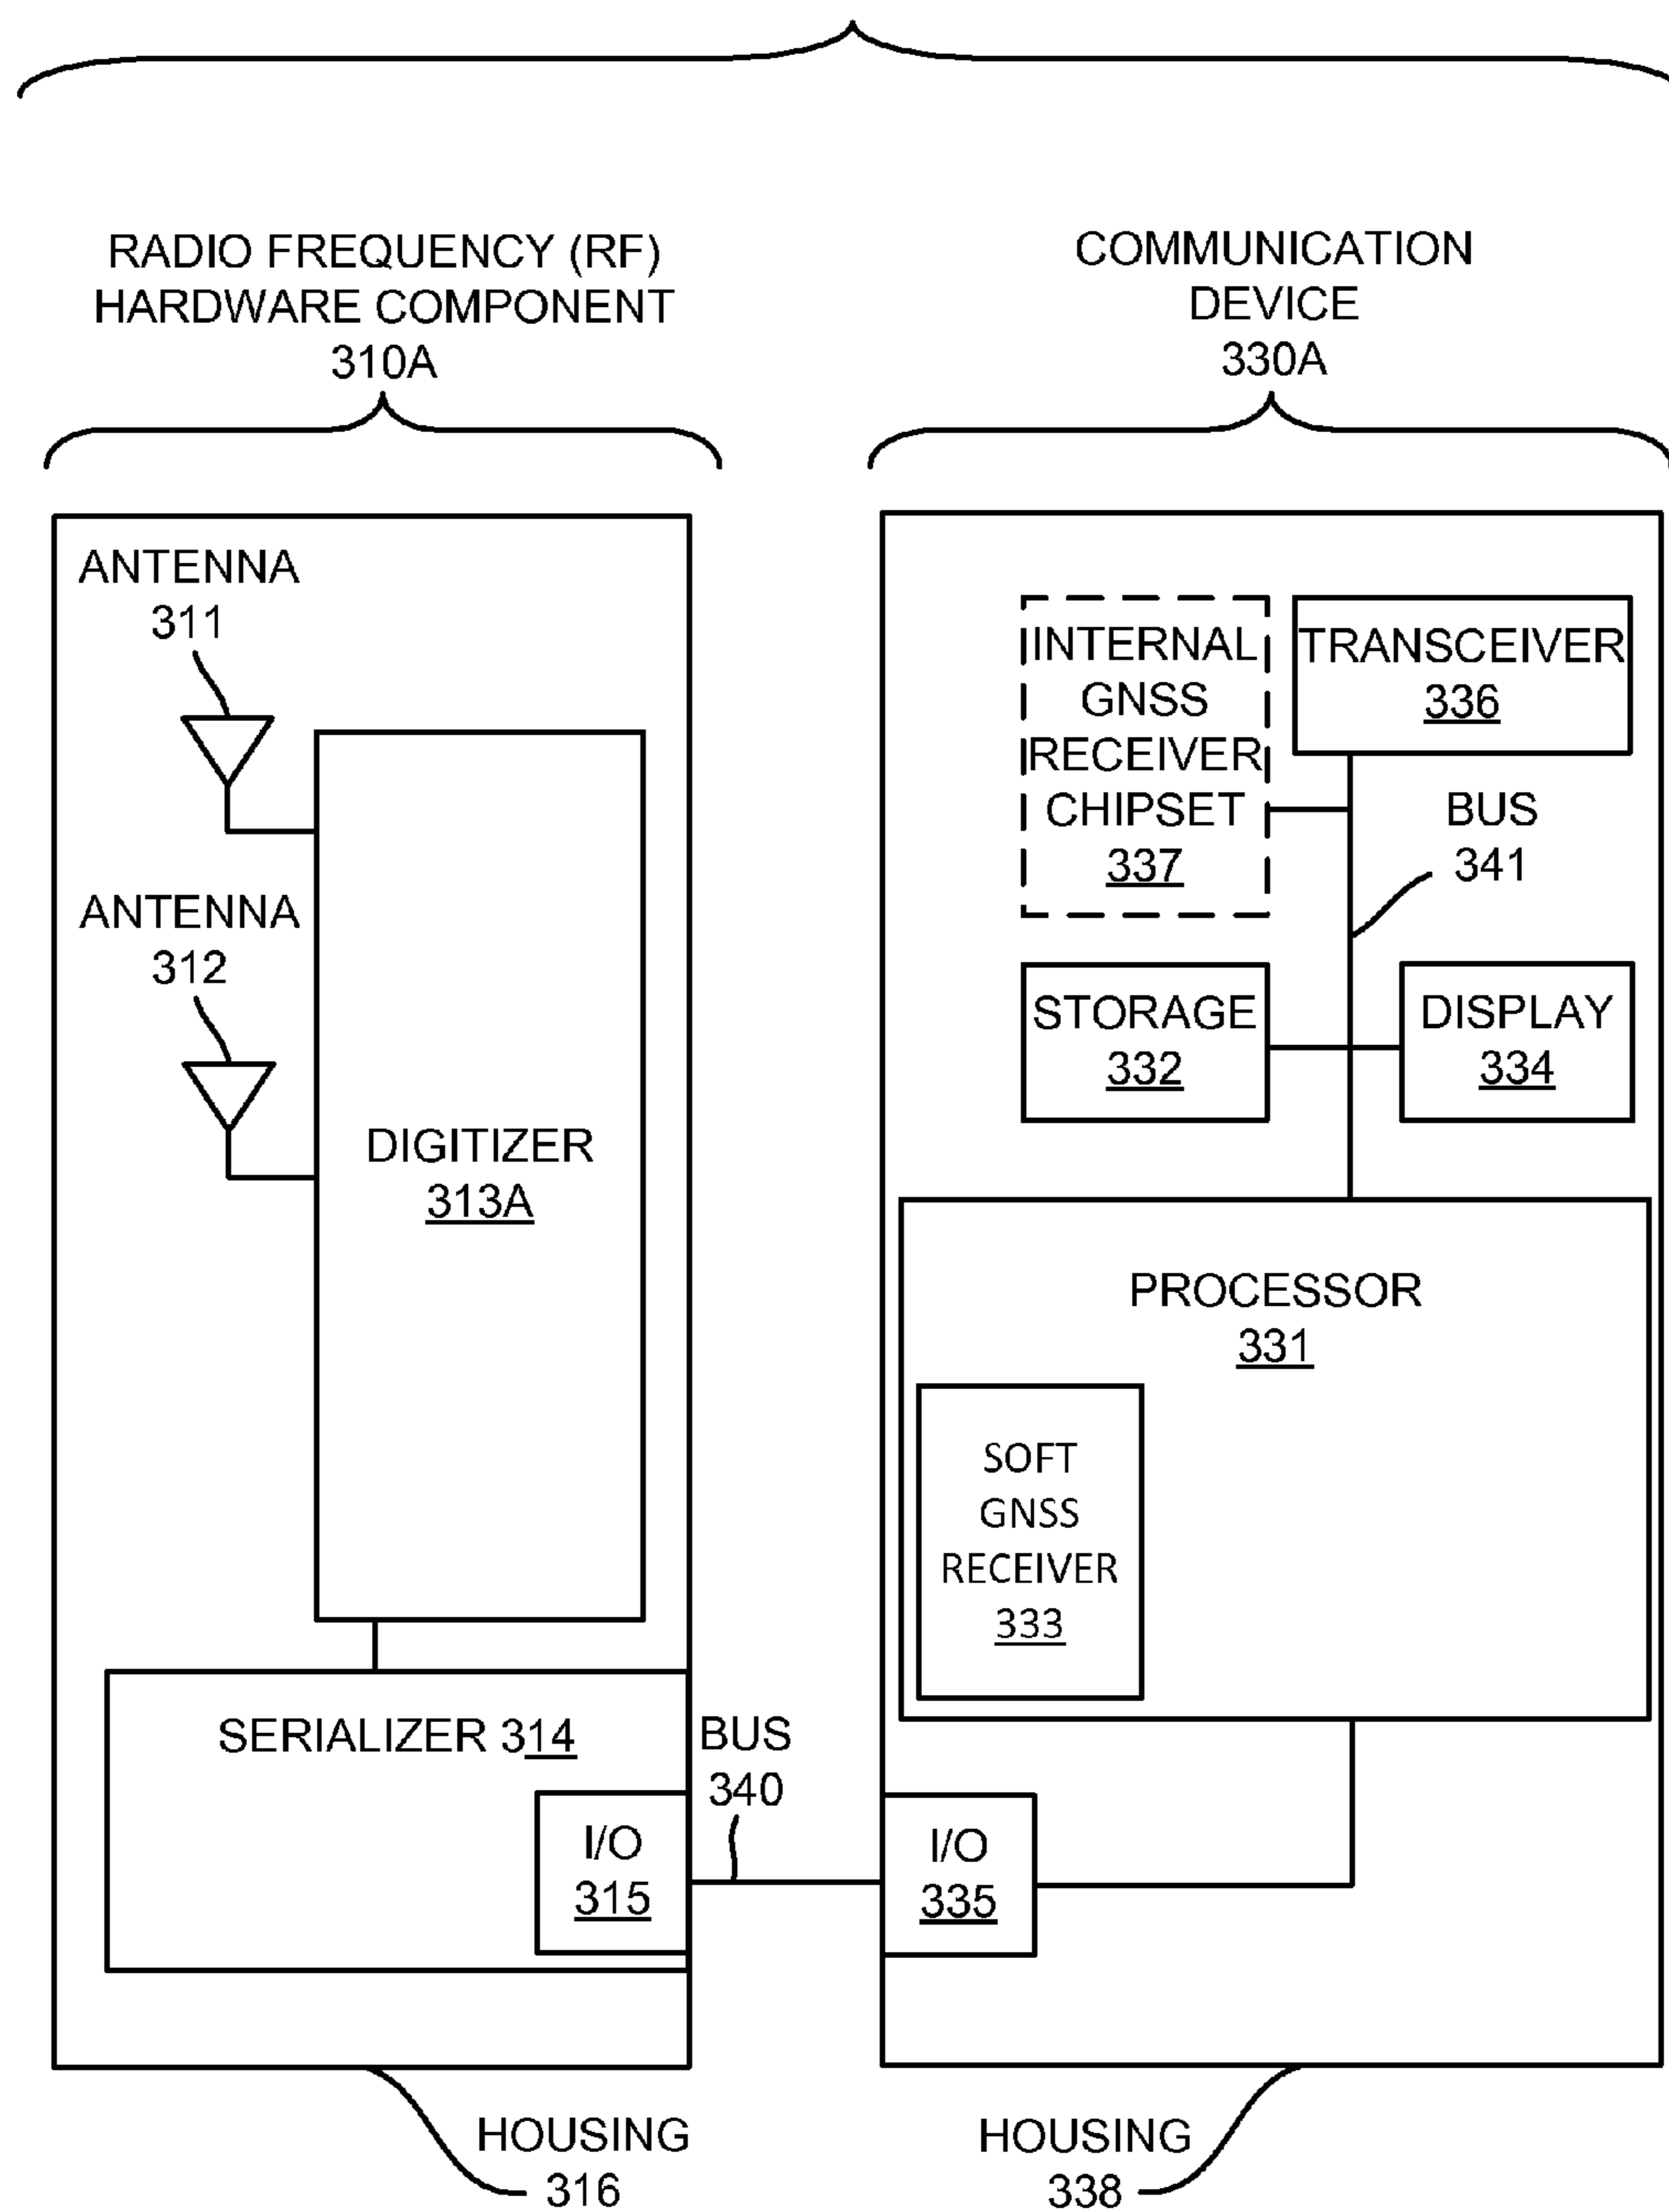 RADIO FREQUENCY (RF)
HARDWARE COMPONENT
310A
COMMUNICATION
DEVICE
330A
ANTENNA
311
ANTENNA
312
DIGITIZER
313A
SERIALIZER 314
I/O
315
HOUSING
316
BUS
340
INTERNAL
GNSS
RECEIVER
CHIPSET
337
TRANSCEIVER
336
BUS
341
STORAGE
332
DISPLAY
334
PROCESSOR
331
SOFT
GNSS
RECEIVER
333
I/O
335
HOUSING
338